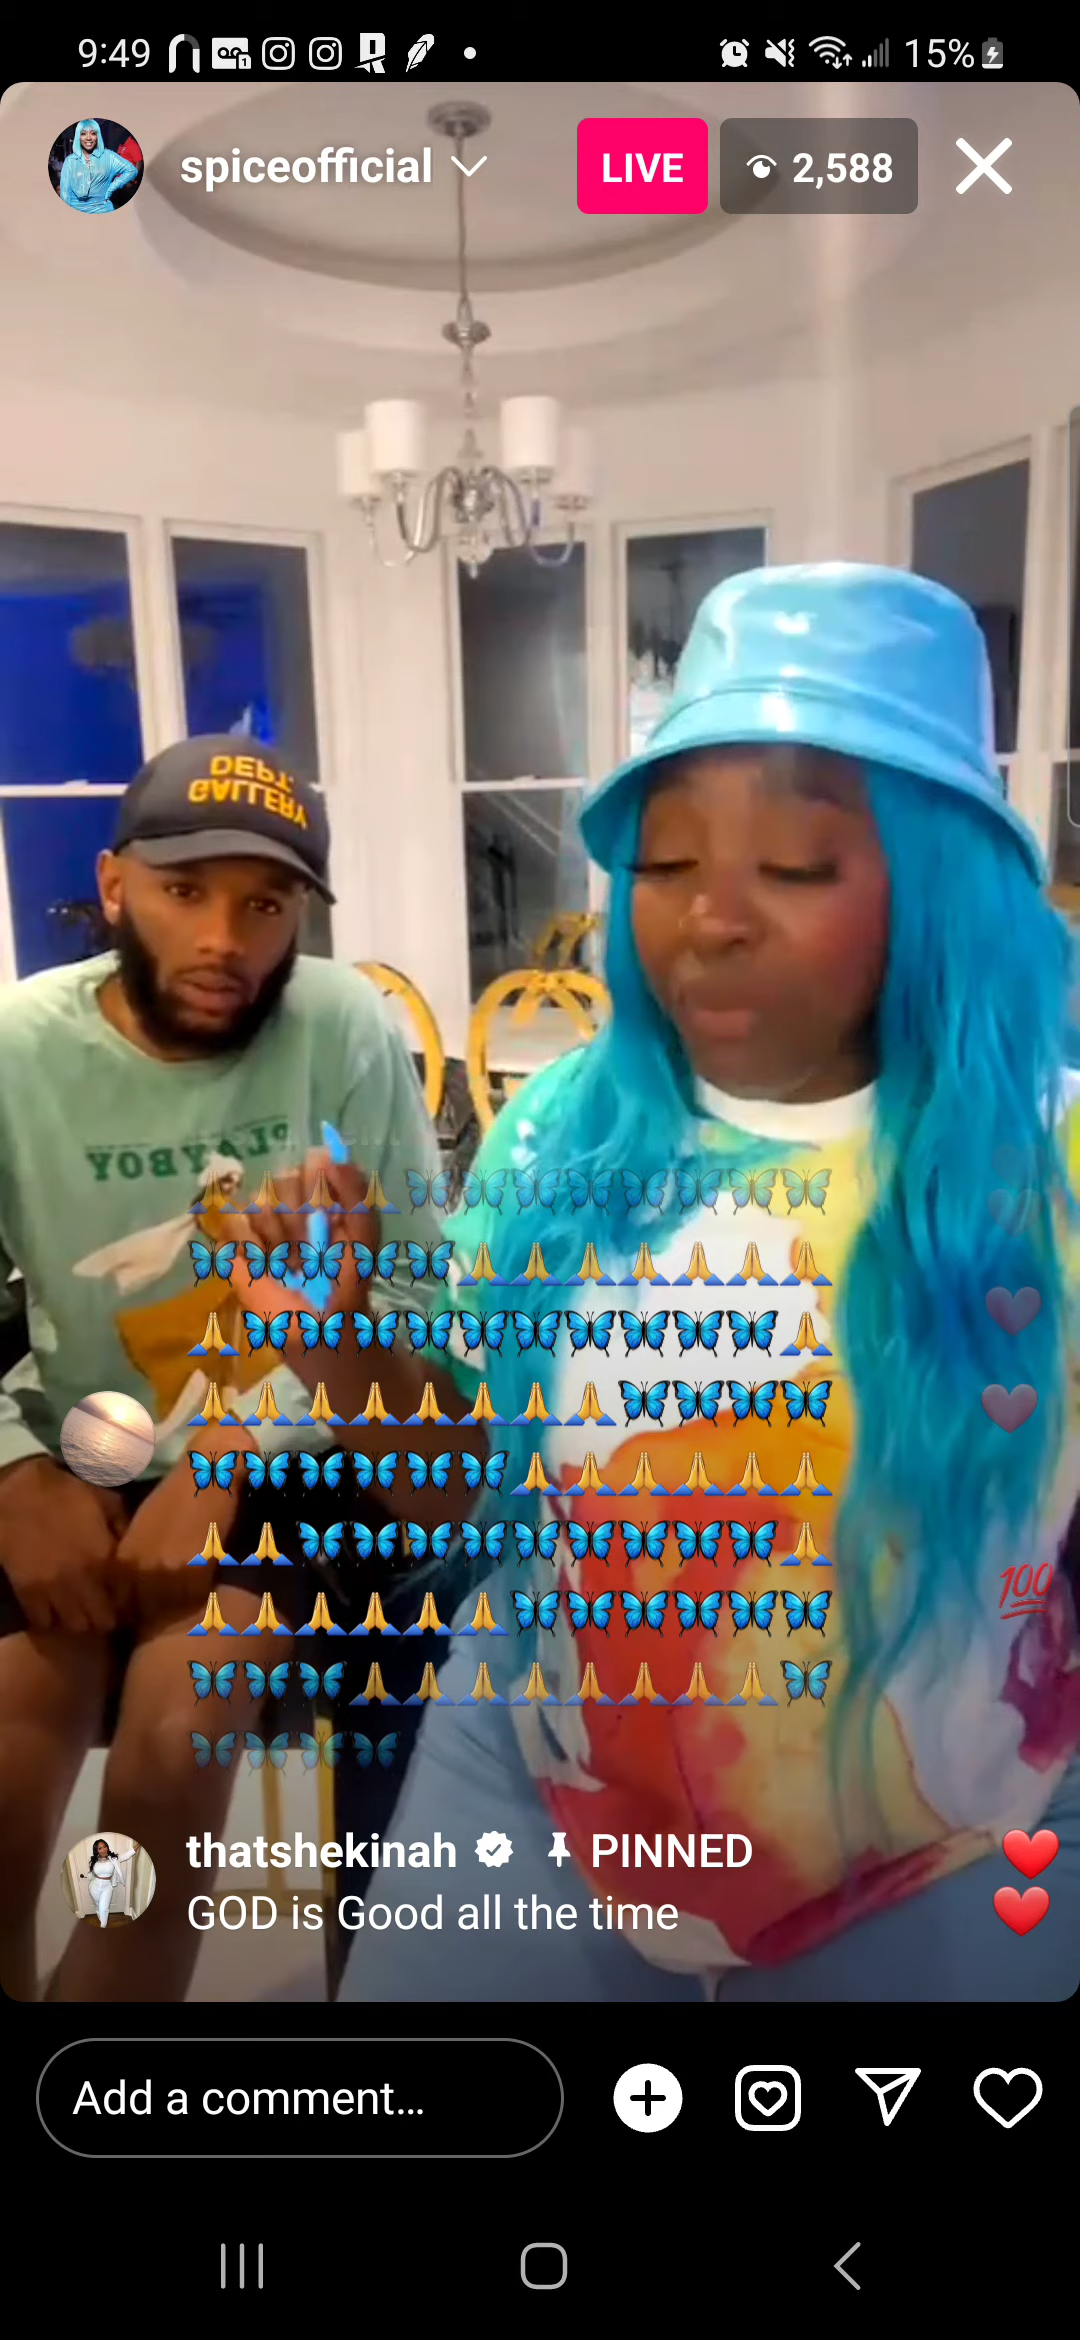 9:49
15%
spiceofficial
LIVE
2,588
DEPT.
GALLERY
PLAYBOY
🙏🙏🙏🙏🦋🦋🦋🦋🦋🦋🦋🦋
🦋🦋🦋🦋🦋🙏🙏🙏🙏🙏🙏🙏
🙏🦋🦋🦋🦋🦋🦋🦋🦋🦋🦋🙏
🙏🙏🙏🙏🙏🙏🙏🙏🦋🦋🦋🦋
🦋🦋🦋🦋🦋🦋🙏🙏🙏🙏🙏🙏
🙏🙏🦋🦋🦋🦋🦋🦋🦋🦋🦋🙏
🙏🙏🙏🙏🙏🙏🦋🦋🦋🦋🦋🦋
🦋🦋🦋🙏🙏🙏🙏🙏🙏🙏🙏🦋
🦋🦋🦋🦋
💯
thatshekinah PINNED
GOD is Good all the time
Add a comment...